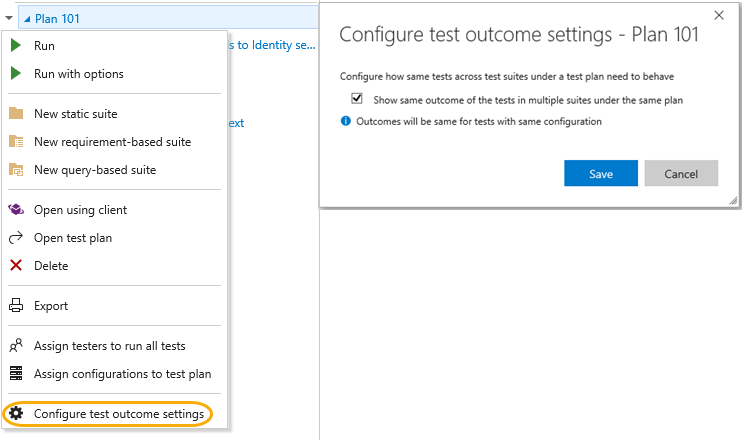 Plan 101
Run
ls to Identity se...
Run with options
New static suite
ext
New requirement-based suite
New query-based suite
Open using client
Open test plan
Delete
Export
Assign testers to run all tests
Assign configurations to test plan
Configure test outcome settings
Configure test outcome settings - Plan 101
Configure how same tests across test suites under a test plan need to behave
Show same outcome of the tests in multiple suites under the same plan
Outcomes will be same for tests with same configuration
Save
Cancel